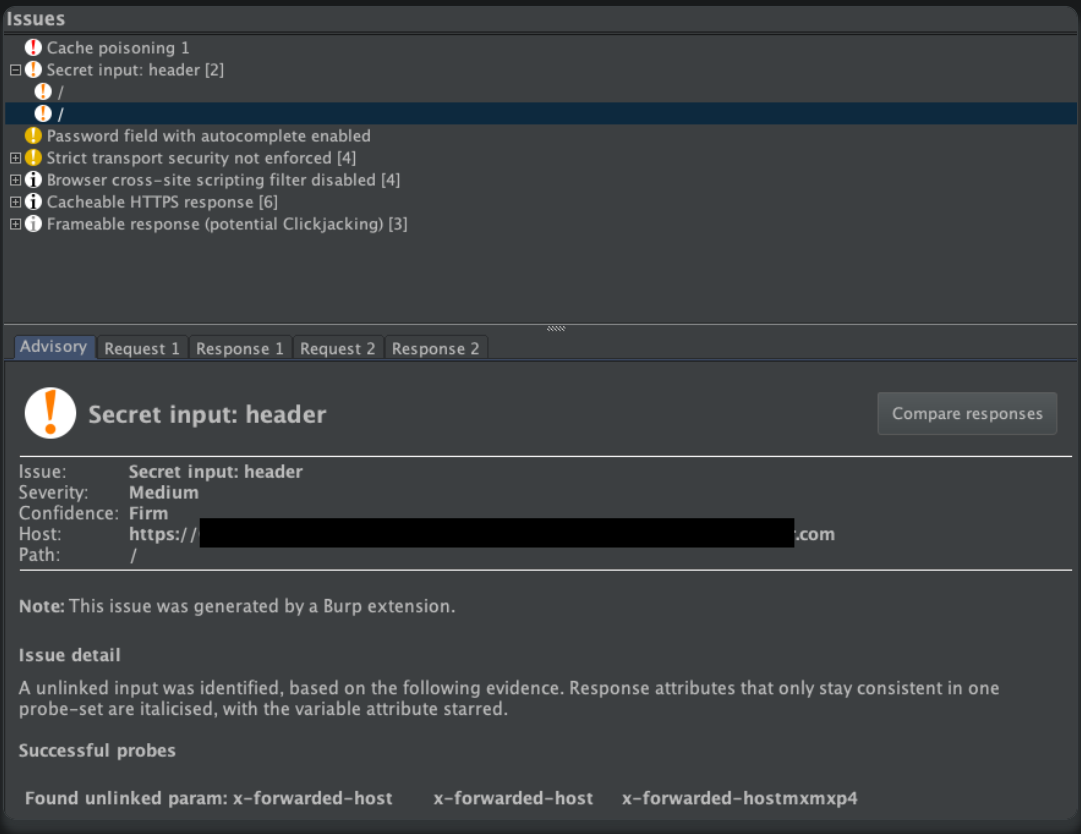 Issues
Cache poisoning 1
Secret input: header [2]
/
/
Password field with autocomplete enabled
Strict transport security not enforced [4]
Browser cross-site scripting filter disabled [4]
Cacheable HTTPS response [6]
Frameable response (potential Clickjacking) [3]
Advisory Request 1 Response 1 Request 2 Response 2
Secret input: header Compare responses
Issue: Secret input: header
Severity: Medium
Confidence: Firm
Host: https:// .com
Path: /
Note: This issue was generated by a Burp extension.
Issue detail
A unlinked input was identified, based on the following evidence. Response attributes that only stay consistent in one
probe-set are italicised, with the variable attribute starred.
Successful probes
Found unlinked param: x-forwarded-host x-forwarded-host x-forwarded-hostmxmxp4